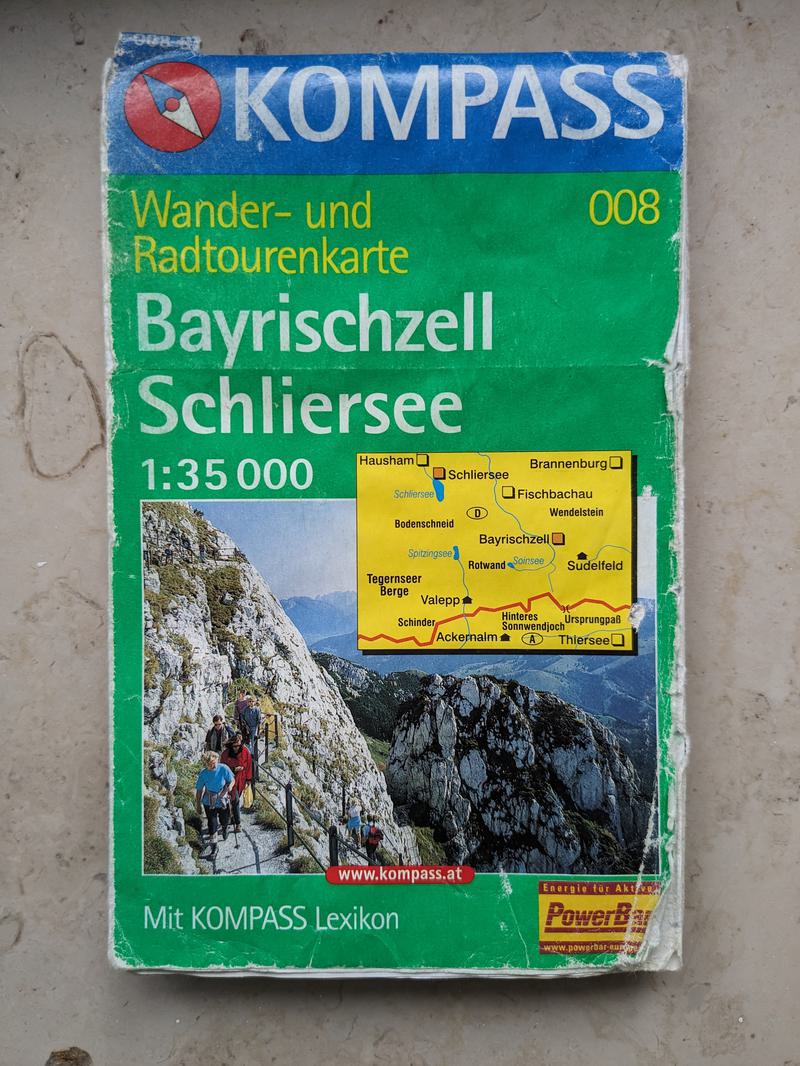 KOMPASS
Wander- und
Radtourenkarte
008
Bayrischzell
Schliersee
1:35 000
Hausham
Schliersee
Brannenburg
Schliersee
Fischbachau
Bodenschneid
D
Wendelstein
Bayrischzell
Spitzingsee
Rotwand
Soinsee
Sudelfeld
Tegernseer
Berge
Valepp
Schinder
Hinteres
Sonnwendjoch
Ursprungpaß
Ackernalm
A
Thiersee
www.kompass.at
Mit KOMPASS Lexikon
Energie für Aktive
PowerBar